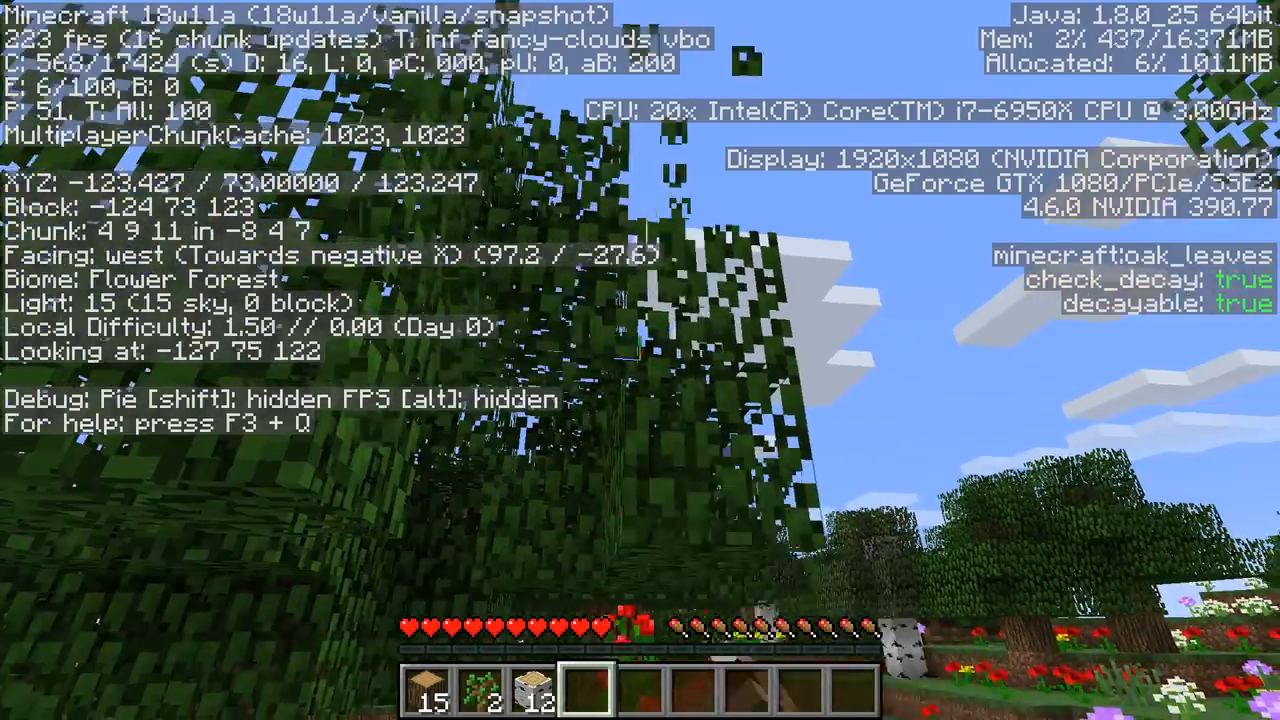 Minecraft 18w11a (18w11a/vanilla/snapshot)
223 fps (16 chunk updates) T: inf fancy-clouds vbo
C: 568/17424 (s) D: 16, L: 0, pC: 000, pU: 0, aB: 200
E: 6/100, B: 0
P: 51, T: All: 100
MultiplayerChunkCache: 1023, 1023
XYZ: -123.427 / 73.00000 / 123.247
Block: -124 73 123
Chunk: 4 9 11 in -8 4 7
Facing: west (Towards negative X) (97.2 / -27.6)
Biome: Flower Forest
Light: 15 (15 sky, 0 block)
Local Difficulty: 1.50 // 0.00 (Day 0)
Looking at: -127 75 122
Debug: Pie [shift]: hidden FPS [alt]: hidden
For help: press F3 + Q
Java: 1.8.0_25 64bit
Mem: 2% 437/16371MB
Allocated: 6% 1011MB
CPU: 20x Intel(R) Core(TM) i7-6950X CPU @ 3.00GHz
Display: 1920x1080 (NVIDIA Corporation)
GeForce GTX 1080/PCIe/SSE2
4.6.0 NVIDIA 390.77
minecraft:oak_leaves
check_decay: true
decayable: true
15 2 12